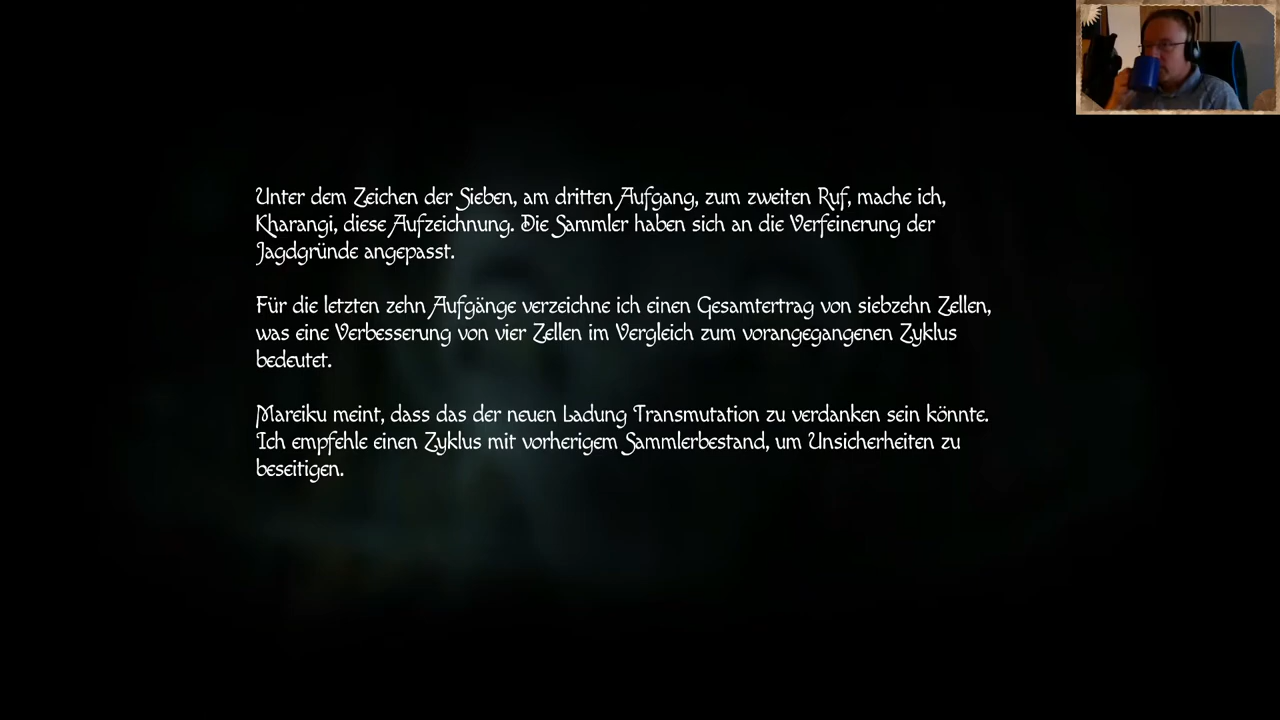 Unter dem Zeichen der Sieben, am dritten Aufgang, zum zweiten Ruf, mache ich,
Kharangi, diese Aufzeichnung. Die Sammler haben sich an die Verfeinerung der
Jagdgründe angepasst.
Für die letzten zehn Aufgänge verzeichne ich einen Gesamtertrag von siebzehn Zellen,
was eine Verbesserung von vier Zellen im Vergleich zum vorangegangenen Zyklus
bedeutet.
Mareiku meint, dass das der neuen Ladung Transmutation zu verdanken sein könnte.
Ich empfehle einen Zyklus mit vorherigem Sammlerbestand, um Unsicherheiten zu
beseitigen.